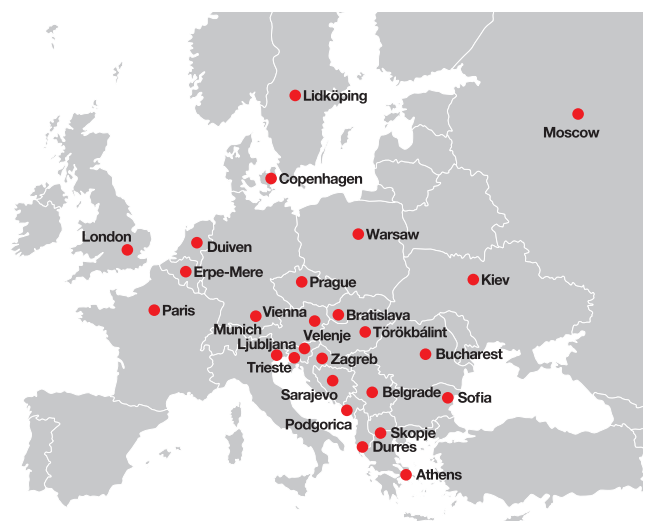 Lidköping
Moscow
Copenhagen
London
Warsaw
Duiven
Erpe-Mere
Kiev
Prague
Paris
Vienna
Bratislava
Munich
Velenje
Törökbálint
Ljubljana
Bucharest
Trieste
Zagreb
Sarajevo
Belgrade
Sofia
Podgorica
Skopje
Durres
Athens